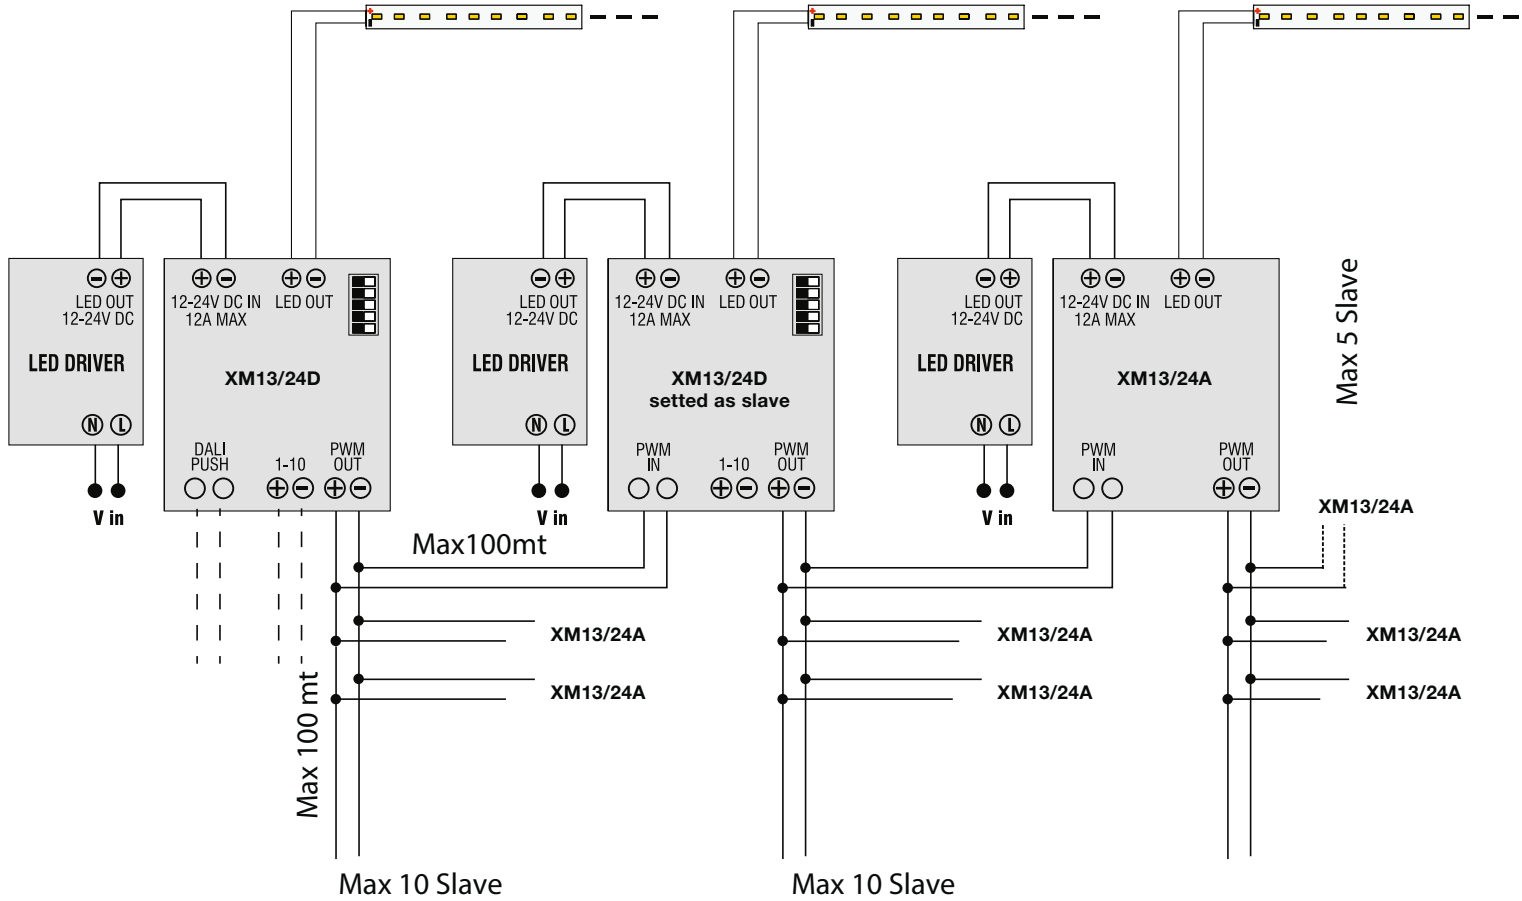 LED OUT
12-24V DC
LED DRIVER
N L
V in
12-24V DC IN
12A MAX
LED OUT
XM13/24D
DALI
PUSH
1-10
PWM
OUT
LED OUT
12-24V DC
LED DRIVER
N L
V in
12-24V DC IN
12A MAX
LED OUT
XM13/24D
setted as slave
PWM
IN
1-10
PWM
OUT
LED OUT
12-24V DC
LED DRIVER
N L
V in
12-24V DC IN
12A MAX
LED OUT
XM13/24A
PWM
IN
PWM
OUT
Max 5 Slave
XM13/24A
Max100mt
XM13/24A
XM13/24A
XM13/24A
XM13/24A
XM13/24A
XM13/24A
Max 100 mt
Max 10 Slave
Max 10 Slave